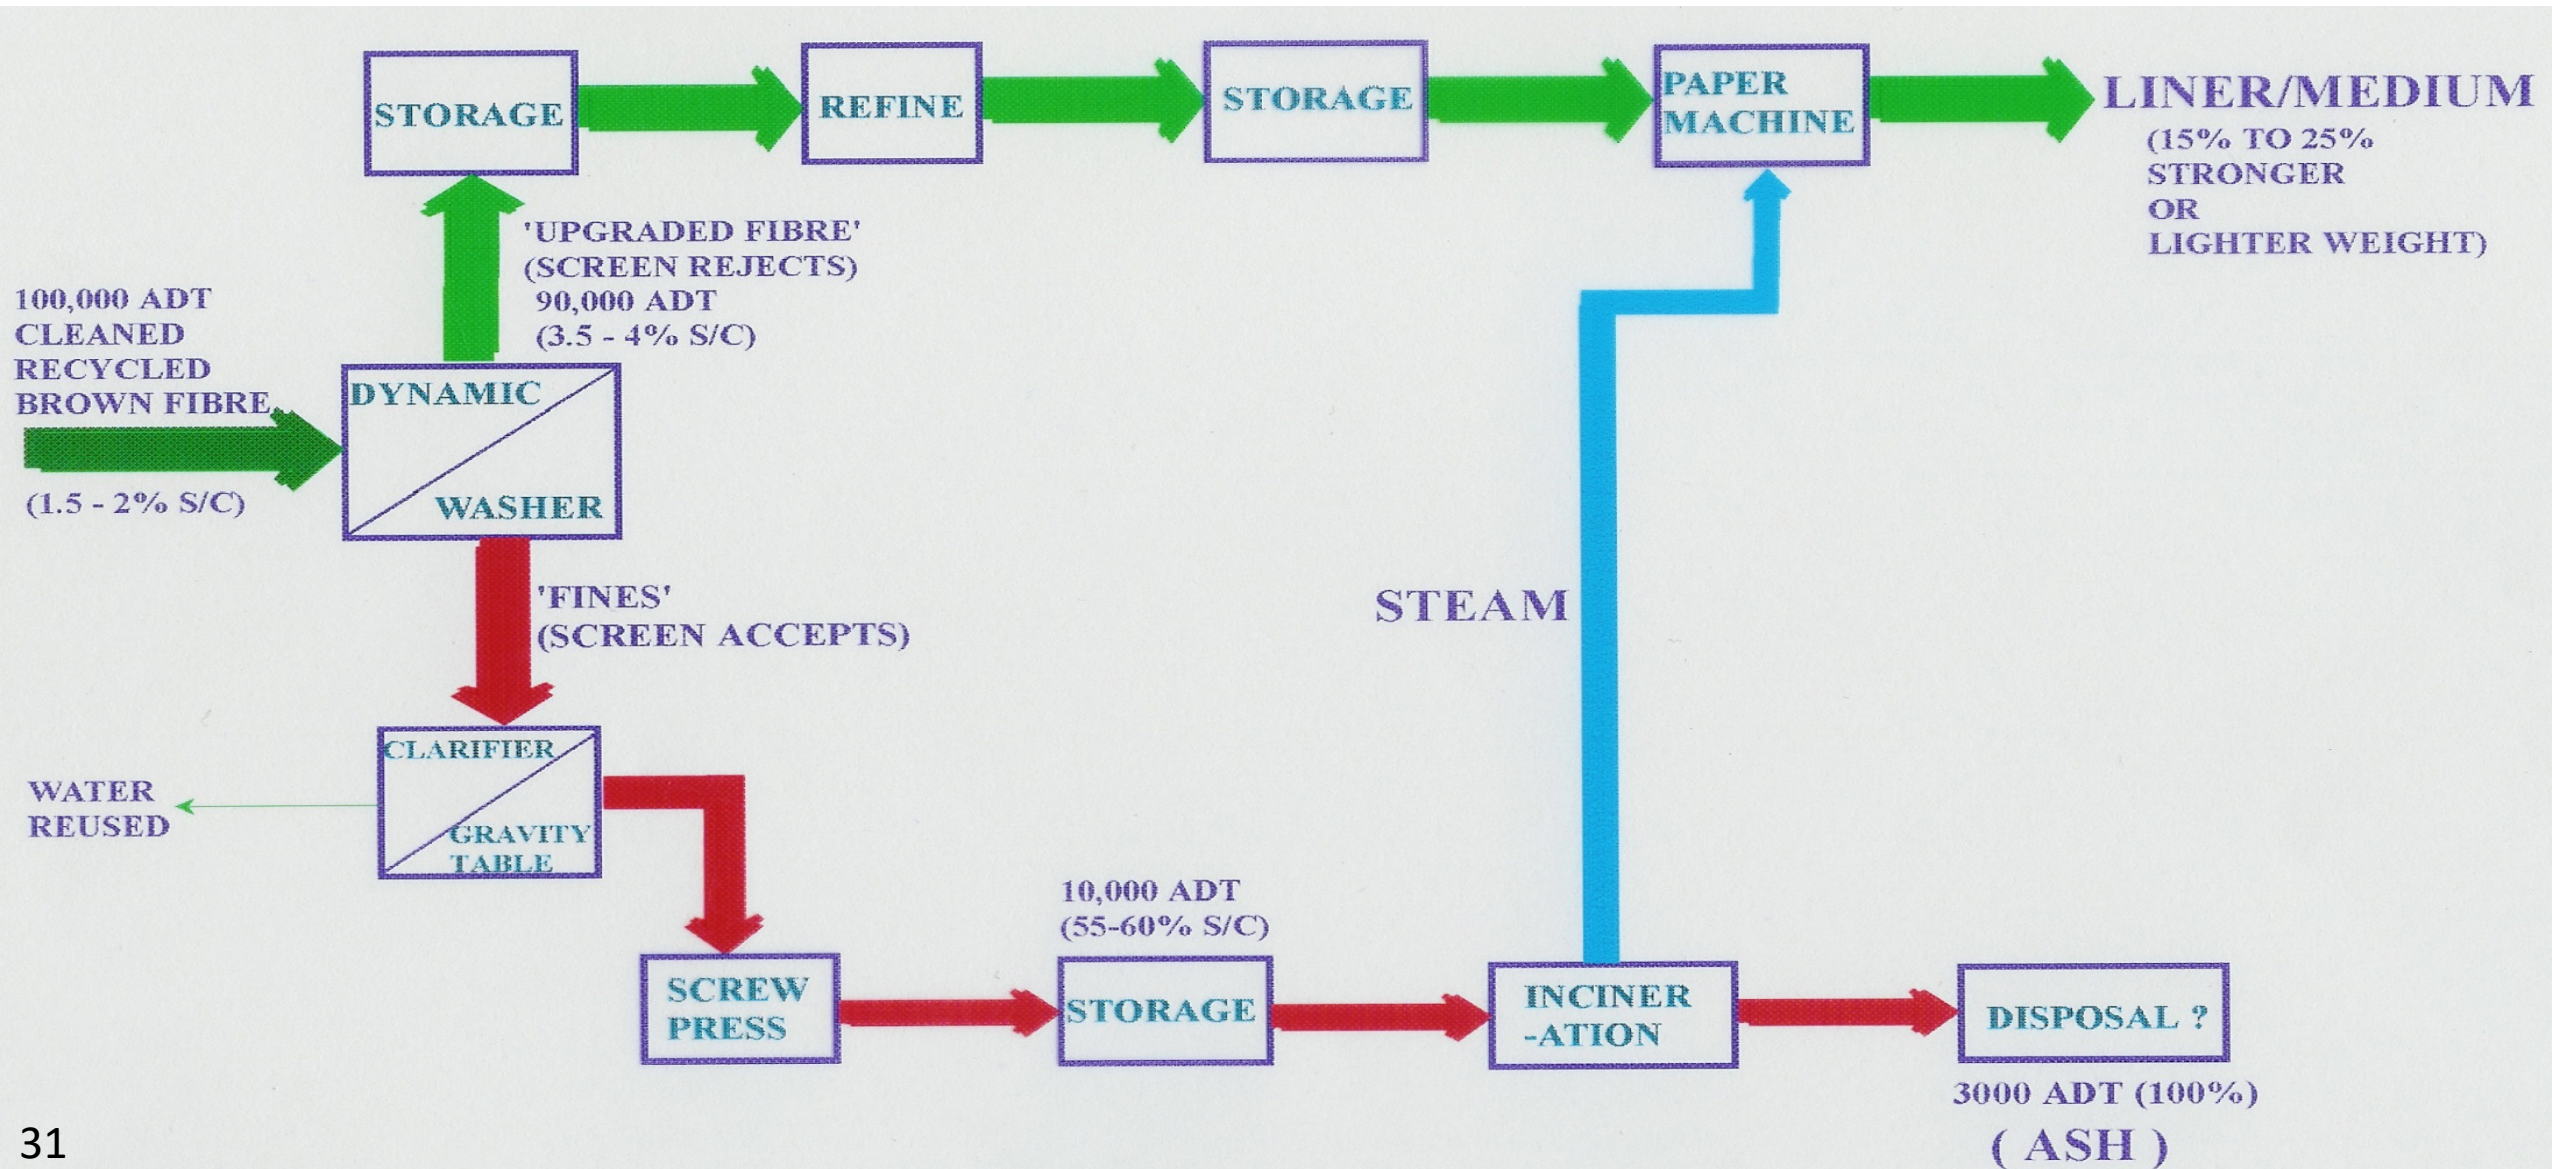 STORAGE
REFINE
STORAGE
PAPER
MACHINE
LINER/MEDIUM
(15% TO 25%
STRONGER
OR
LIGHTER WEIGHT)
'UPGRADED FIBRE'
(SCREEN REJECTS)
90,000 ADT
(3.5 - 4% S/C)
100,000 ADT
CLEANED
RECYCLED
BROWN FIBRE
(1.5 - 2% S/C)
DYNAMIC
WASHER
'FINES'
(SCREEN ACCEPTS)
STEAM
CLARIFIER
GRAVITY
TABLE
WATER
REUSED
SCREW
PRESS
10,000 ADT
(55-60% S/C)
STORAGE
INCINER
-ATION
DISPOSAL ?
3000 ADT (100%)
( ASH )
31